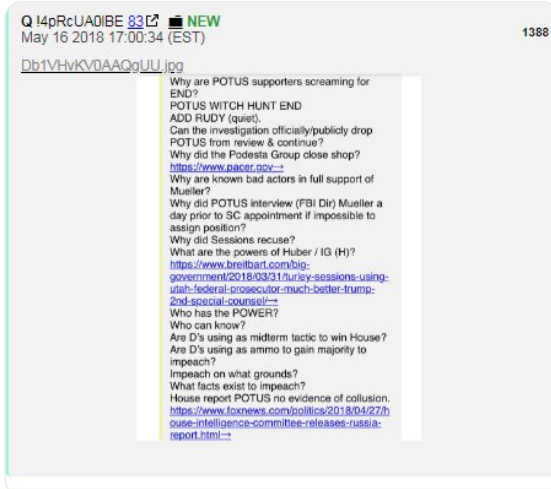 Q !4pRcUA0lBE 83 NEW
May 16 2018 17:00:34 (EST)
1388
Db1VHvKV0AAQgUU.jpg
Why are POTUS supporters screaming for
END?
POTUS WITCH HUNT END
ADD RUDY (quiet).
Can the investigation officially/publicly drop
POTUS from review & continue?
Why did the Podesta Group close shop?
https://www.pacer.gov→
Why are known bad actors in full support of
Mueller?
Why did POTUS interview (FBI Dir) Mueller a
day prior to SC appointment if impossible to
assign position?
Why did Sessions recuse?
What are the powers of Huber / IG (H)?
https://www.breitbart.com/big-
government/2018/03/31/turley-sessions-using-
utah-federal-prosecutor-much-better-trump-
2nd-special-counsel/→
Who has the POWER?
Who can know?
Are D's using as midterm tactic to win House?
Are D's using as ammo to gain majority to
impeach?
Impeach on what grounds?
What facts exist to impeach?
House report POTUS no evidence of collusion.
https://www.foxnews.com/politics/2018/04/27/h
ouse-intelligence-committee-releases-russia-
report.html→